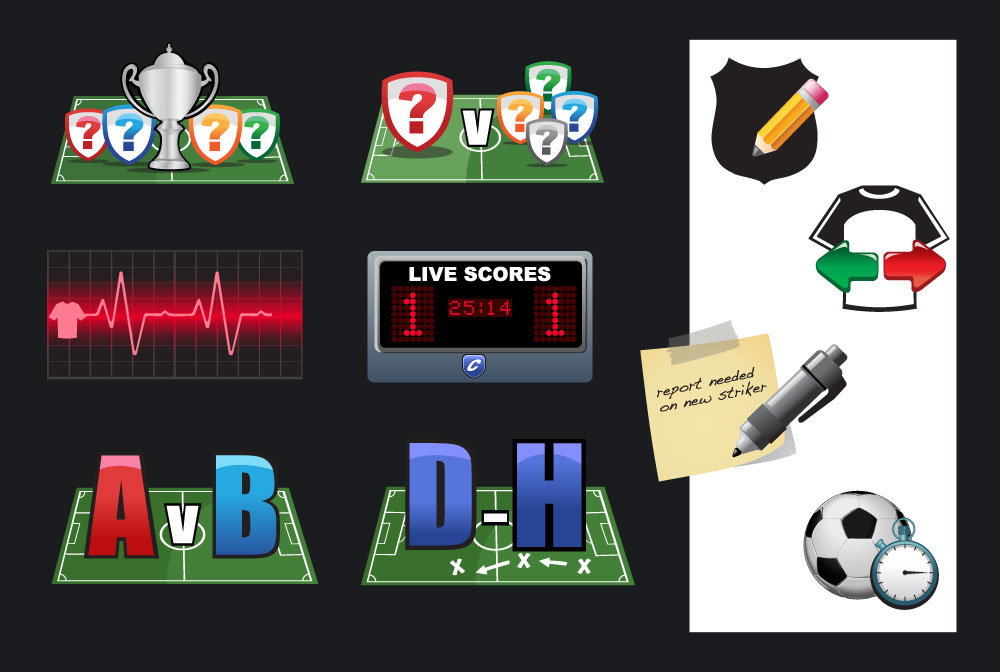 ? ? ? ?
? V ? ? ? ?
LIVE SCORES
1 25:14 1
C
report needed
on new striker
A v B
D-H
x x x